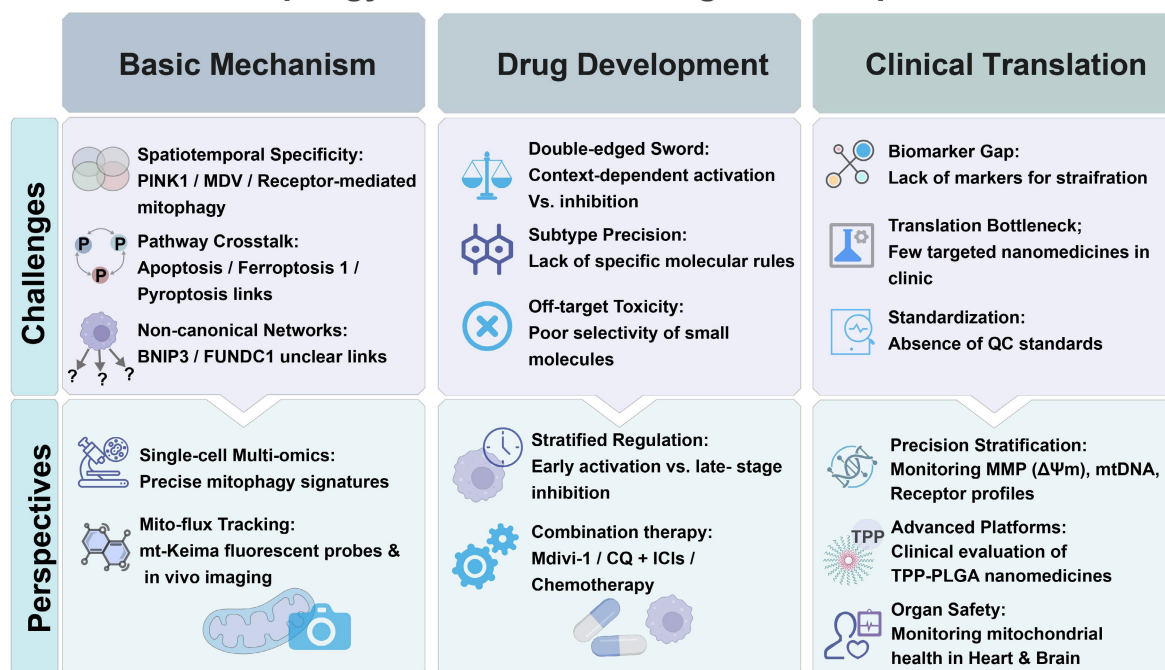 Basic Mechanism
Drug Development
Clinical Translation
Challenges
Spatiotemporal Specificity:
PINK1 / MDV / Receptor-mediated
mitophagy
P
P
P
Pathway Crosstalk:
Apoptosis / Ferroptosis 1 /
Pyroptosis links
Non-canonical Networks:
BNIP3 / FUNDC1 unclear links
?
?
?
Double-edged Sword:
Context-dependent activation
Vs. inhibition
Subtype Precision:
Lack of specific molecular rules
Off-target Toxicity:
Poor selectivity of small
molecules
Biomarker Gap:
Lack of markers for straifration
Translation Bottleneck;
Few targeted nanomedicines in
clinic
Standardization:
Absence of QC standards
Perspectives
Single-cell Multi-omics:
Precise mitophagy signatures
Mito-flux Tracking:
mt-Keima fluorescent probes &
in vivo imaging
Stratified Regulation:
Early activation vs. late- stage
inhibition
Combination therapy:
Mdivi-1 / CQ + ICIs /
Chemotherapy
Precision Stratification:
Monitoring MMP (ΔΨm), mtDNA,
Receptor profiles
TPP
Advanced Platforms:
Clinical evaluation of
TPP-PLGA nanomedicines
Organ Safety:
Monitoring mitochondrial
health in Heart & Brain